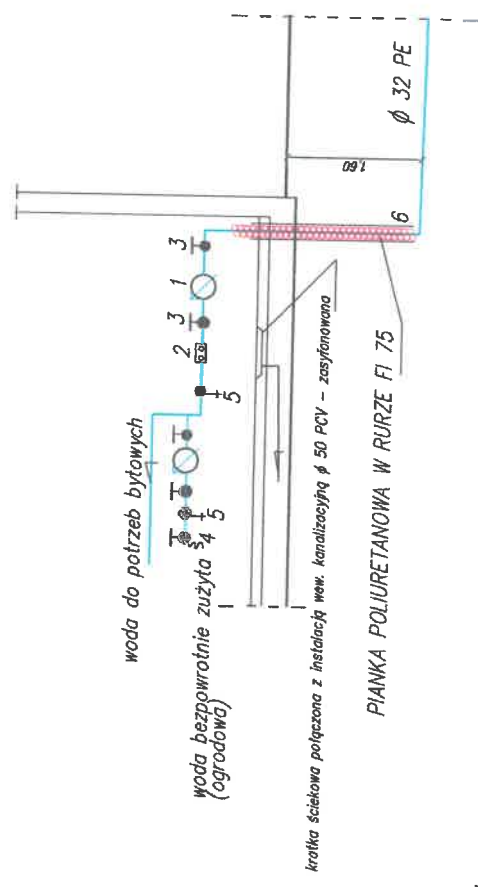 woda do potrzeb bytowych
woda bezpowrotnie zużyta
(ogrodowa)
4
5
5
2
3
1
3
6
1,60
ϕ 32 PE
kratka ściekowa połączona z instalacją wew. kanalizacyjną ϕ 50 PCV - zasyfonowana
PIANKA POLIURETANOWA W RURZE FI 75